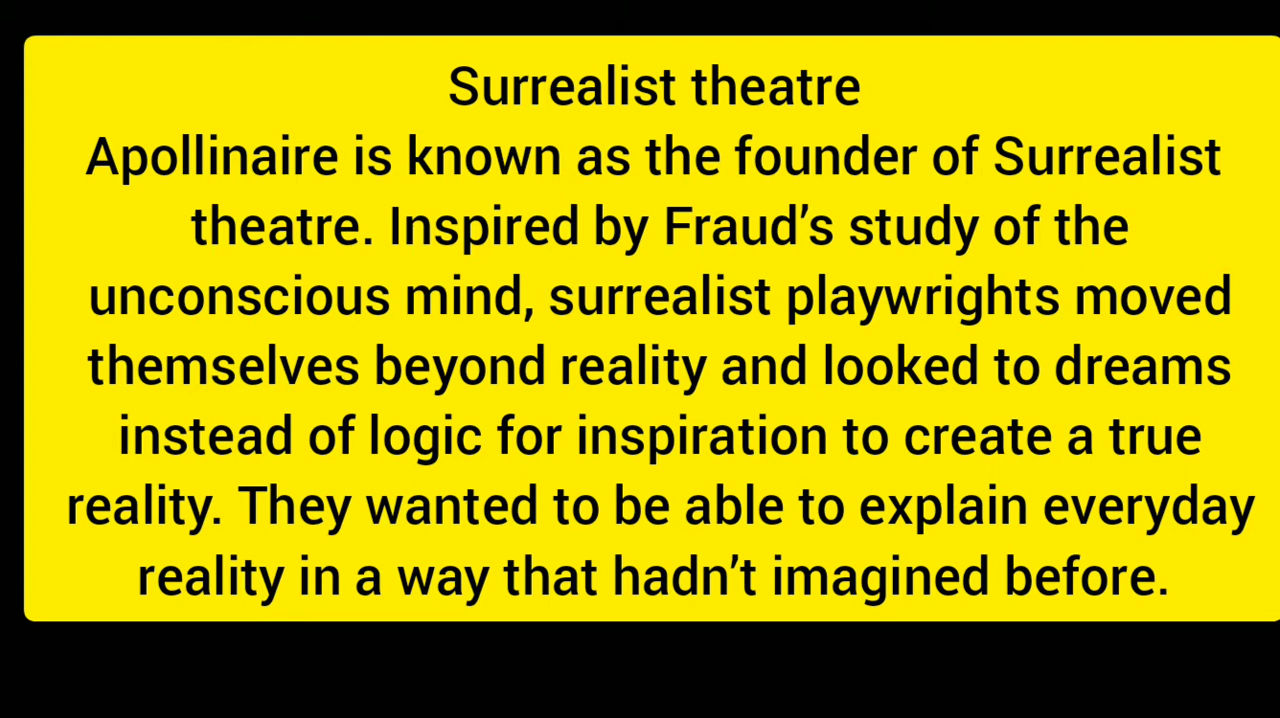 Surrealist theatre
Apollinaire is known as the founder of Surrealist
theatre. Inspired by Fraud’s study of the
unconscious mind, surrealist playwrights moved
themselves beyond reality and looked to dreams
instead of logic for inspiration to create a true
reality. They wanted to be able to explain everyday
reality in a way that hadn’t imagined before.